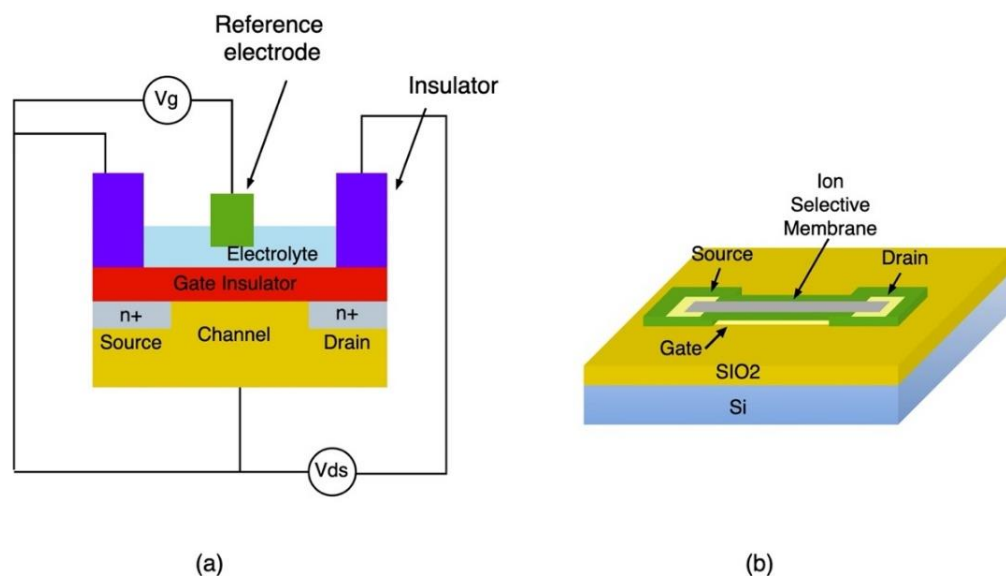 Reference
electrode
Insulator
Vg
Electrolyte
Gate Insulator
n+
n+
Source
Channel
Drain
Vds
(a)
Ion
Selective
Membrane
Source
Drain
Gate
SIO2
Si
(b)